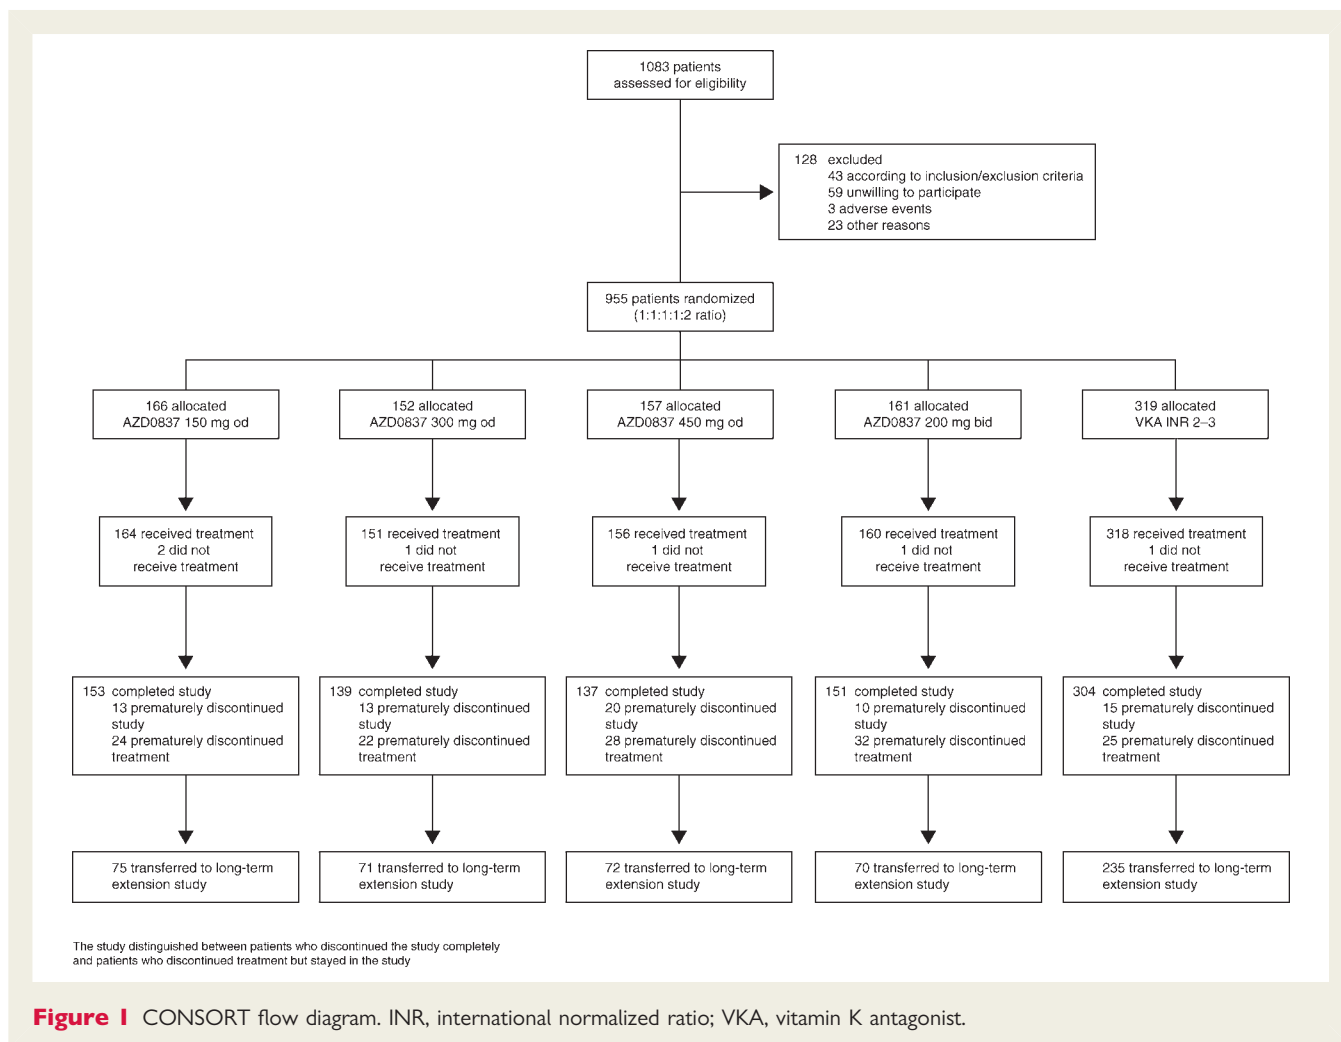 1083 patients
assessed for eligibility
128 excluded
43 according to inclusion/exclusion criteria
59 unwilling to participate
3 adverse events
23 other reasons
955 patients randomized
(1:1:1:1:2 ratio)
166 allocated
AZD0837 150 mg od
152 allocated
AZD0837 300 mg od
157 allocated
AZD0837 450 mg od
161 allocated
AZD0837 200 mg bid
319 allocated
VKA INR 2–3
164 received treatment
2 did not
receive treatment
151 received treatment
1 did not
receive treatment
156 received treatment
1 did not
receive treatment
160 received treatment
1 did not
receive treatment
318 received treatment
1 did not
receive treatment
153 completed study
13 prematurely discontinued
study
24 prematurely discontinued
treatment
139 completed study
13 prematurely discontinued
study
22 prematurely discontinued
treatment
137 completed study
20 prematurely discontinued
study
28 prematurely discontinued
treatment
151 completed study
10 prematurely discontinued
study
32 prematurely discontinued
treatment
304 completed study
15 prematurely discontinued
study
25 prematurely discontinued
treatment
75 transferred to long-term
extension study
71 transferred to long-term
extension study
72 transferred to long-term
extension study
70 transferred to long-term
extension study
235 transferred to long-term
extension study
The study distinguished between patients who discontinued the study completely
and patients who discontinued treatment but stayed in the study
Figure 1 CONSORT flow diagram. INR, international normalized ratio; VKA, vitamin K antagonist.